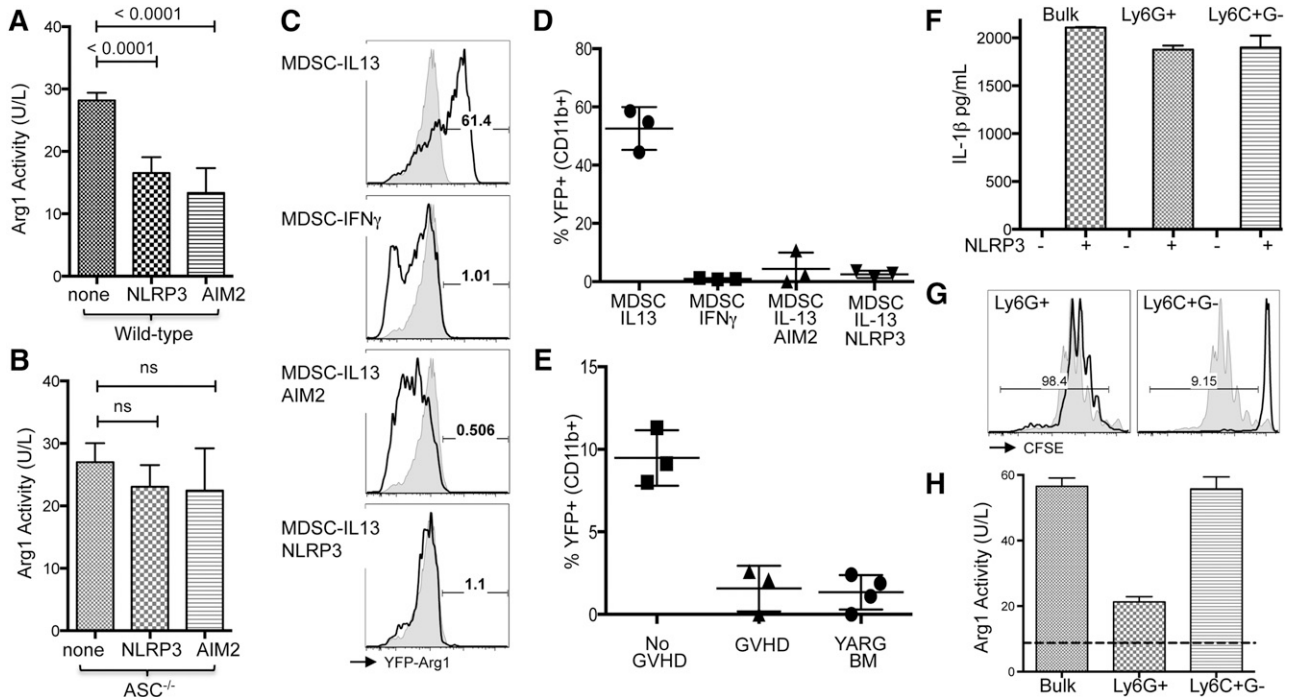 A
< 0.0001
< 0.0001
Arg1 Activity (U/L)
40
30
20
10
0
none NLRP3 AIM2
Wild-type
B
ns
ns
Arg1 Activity (U/L)
40
30
20
10
0
none NLRP3 AIM2
ASC-/-
C
MDSC-IL13
61.4
MDSC-IFNγ
1.01
MDSC-IL13
AIM2
0.506
MDSC-IL13
NLRP3
1.1
YFP-Arg1
D
% YFP+ (CD11b+)
80
60
40
20
0
MDSC IL13
MDSC IFNγ
MDSC IL-13 AIM2
MDSC IL-13 NLRP3
E
% YFP+ (CD11b+)
15
10
5
0
No GVHD
GVHD
YARG BM
F
Bulk Ly6G+ Ly6C+G-
IL-1β pg/mL
2000
1500
1000
500
0
NLRP3 - + - + - +
G
Ly6G+
98.4
Ly6C+G-
9.15
CFSE
H
Arg1 Activity (U/L)
60
40
20
0
Bulk Ly6G+ Ly6C+G-